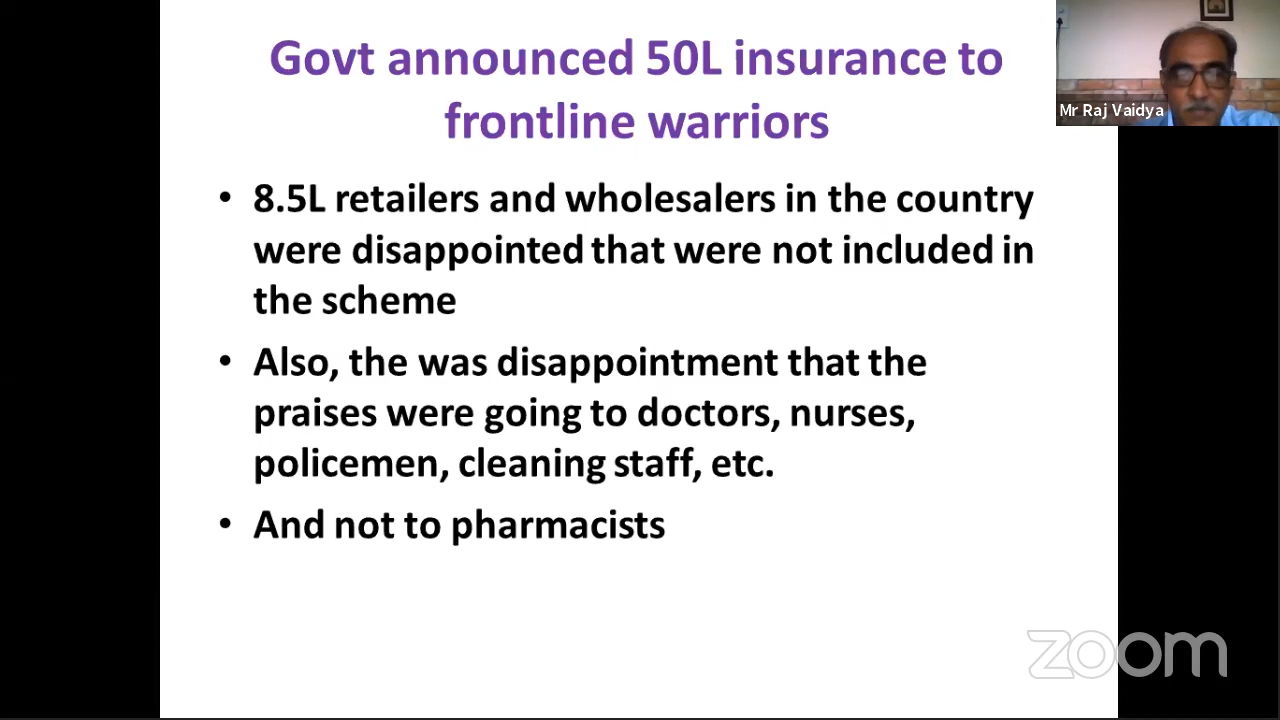 Govt announced 50L insurance to
frontline warriors
• 8.5L retailers and wholesalers in the country
were disappointed that were not included in
the scheme
• Also, the was disappointment that the
praises were going to doctors, nurses,
policemen, cleaning staff, etc.
• And not to pharmacists
Mr Raj Vaidya
zoom